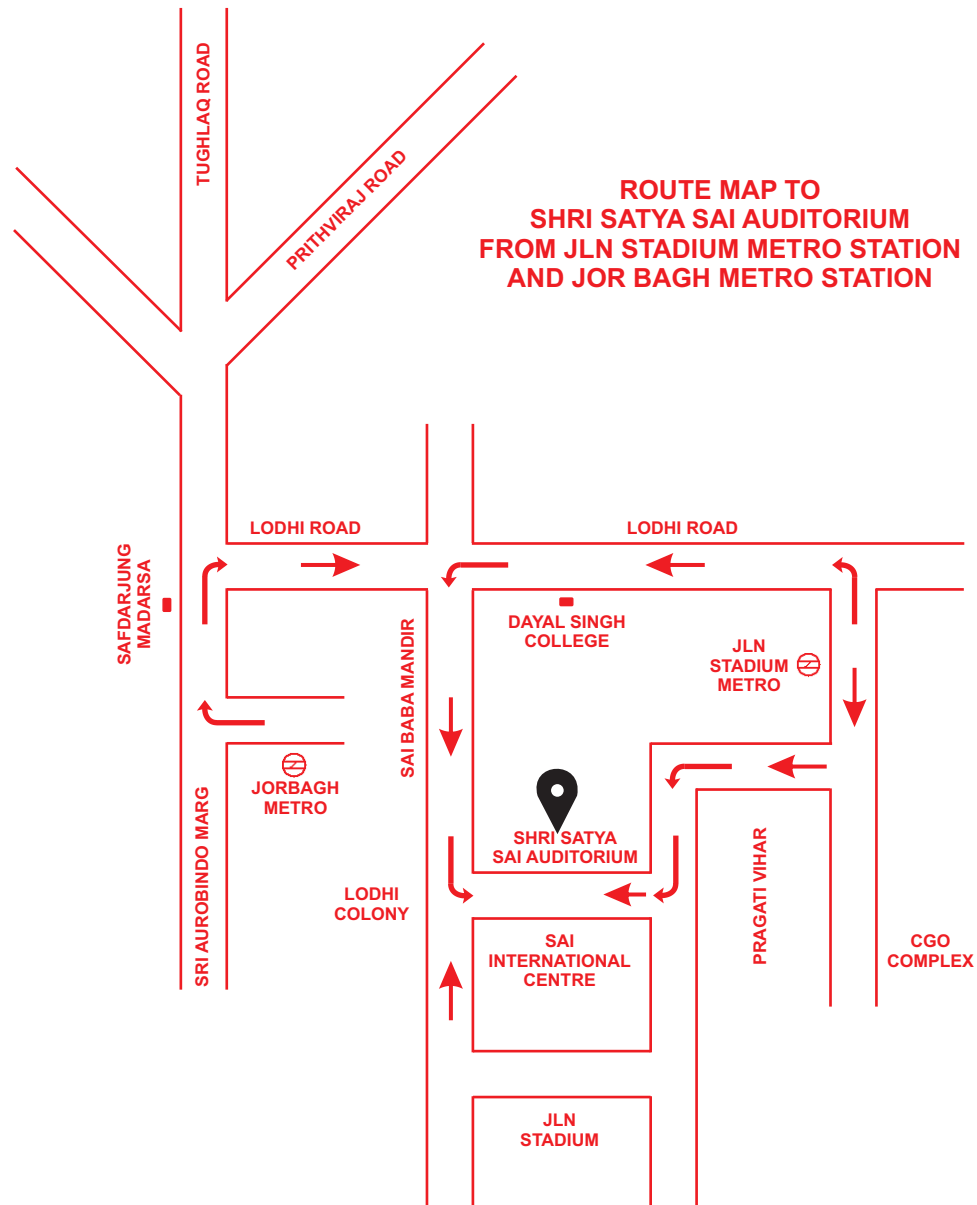 TUGHLAQ ROAD
PRITHVIRAJ ROAD
ROUTE MAP TO
SHRI SATYA SAI AUDITORIUM
FROM JLN STADIUM METRO STATION
AND JOR BAGH METRO STATION
LODHI ROAD
LODHI ROAD
SAFDARJUNG
MADARSA
DAYAL SINGH
COLLEGE
JLN
STADIUM
METRO
SAI BABA MANDIR
JORBAGH
METRO
SRI AUROBINDO MARG
SHRI SATYA
SAI AUDITORIUM
LODHI
COLONY
PRAGATI VIHAR
SAI
INTERNATIONAL
CENTRE
CGO
COMPLEX
JLN
STADIUM